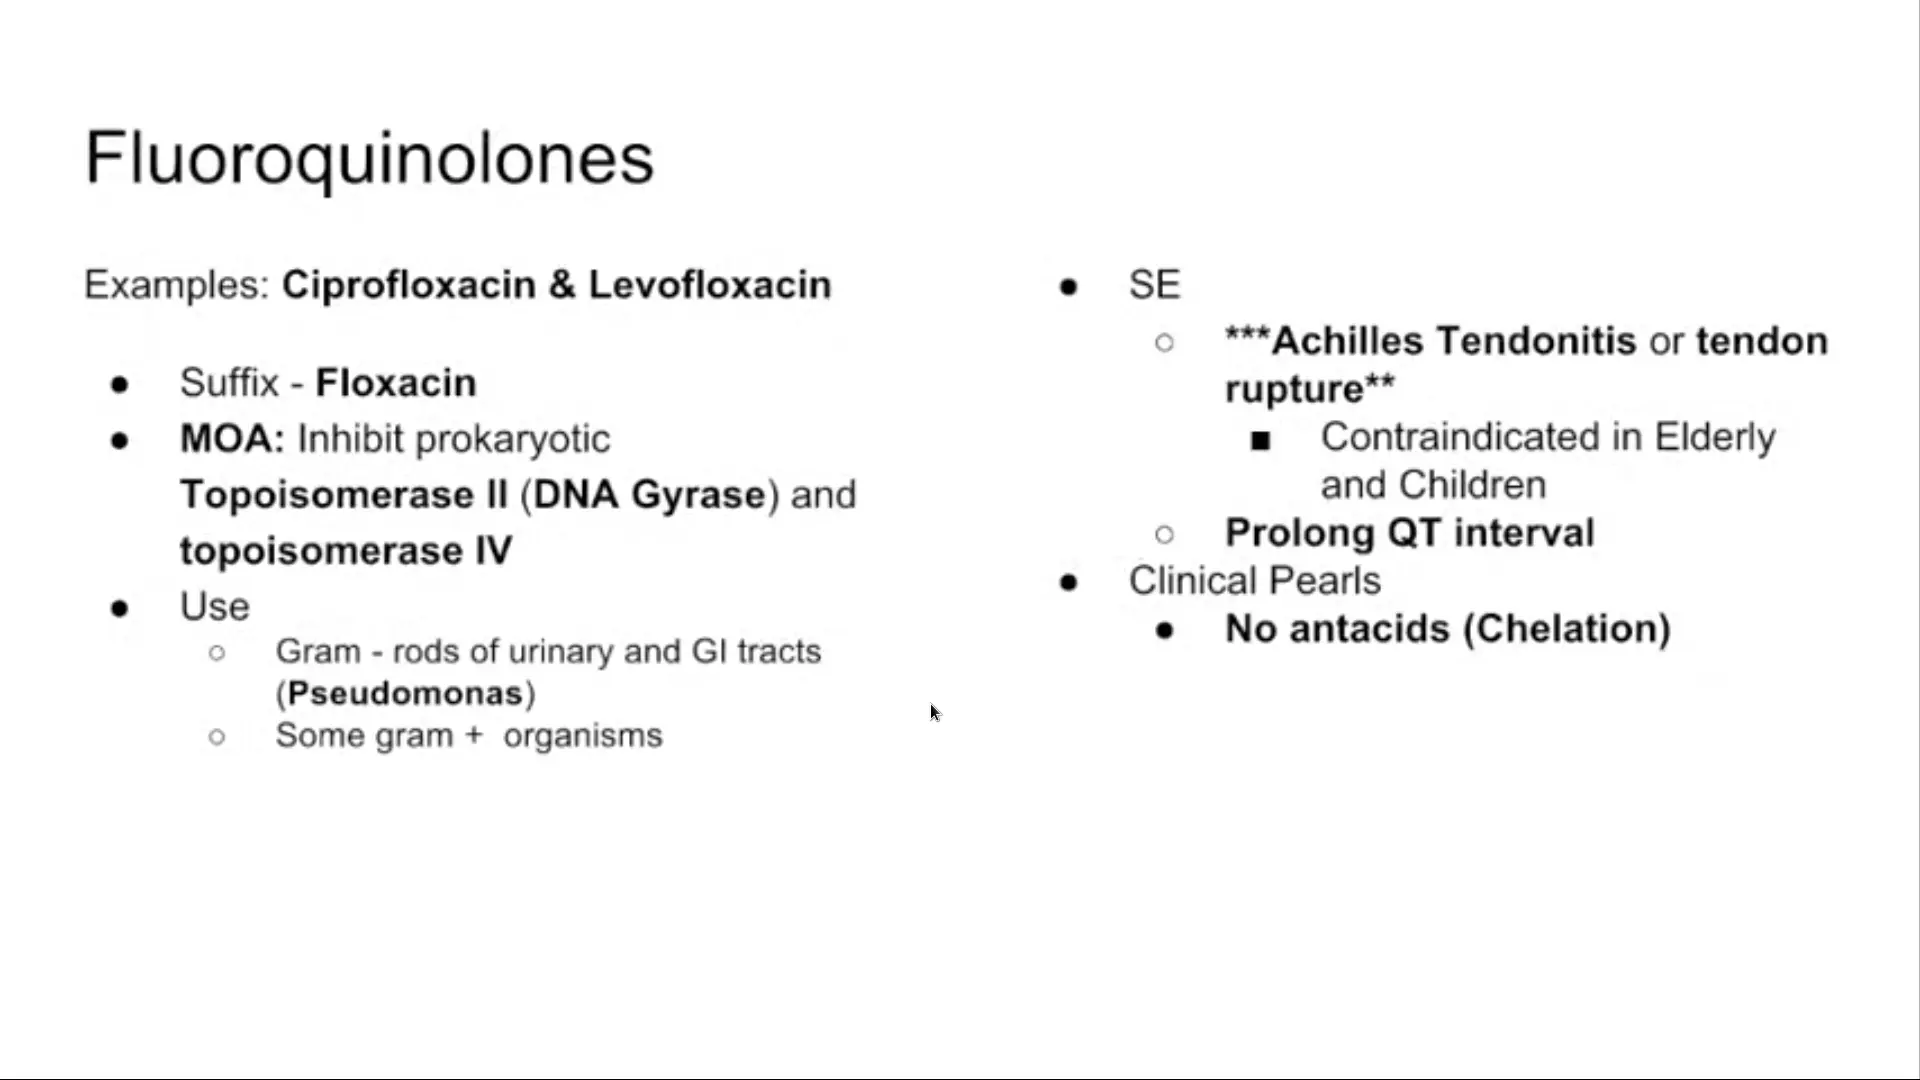 Fluoroquinolones
Examples: Ciprofloxacin & Levofloxacin
● Suffix - Floxacin
● MOA: Inhibit prokaryotic
Topoisomerase II (DNA Gyrase) and
topoisomerase IV
● Use
○ Gram - rods of urinary and GI tracts
(Pseudomonas)
○ Some gram +  organisms
● SE
○ ***Achilles Tendonitis or tendon
rupture**
■ Contraindicated in Elderly
and Children
○ Prolong QT interval
● Clinical Pearls
● No antacids (Chelation)